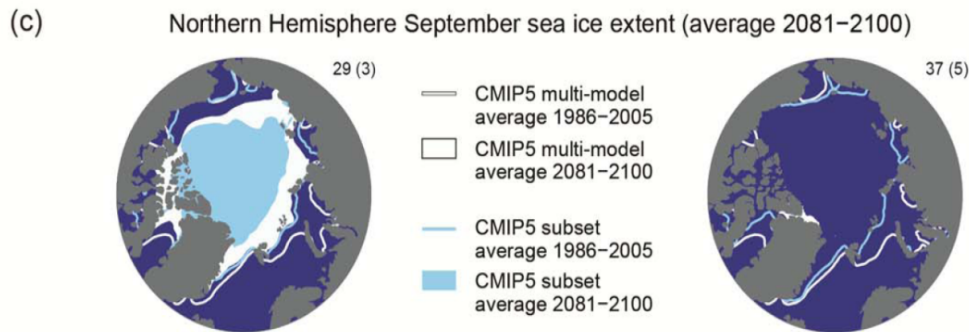 (c) Northern Hemisphere September sea ice extent (average 2081−2100)
29 (3)
37 (5)
CMIP5 multi-model
average 1986−2005
CMIP5 multi-model
average 2081−2100
CMIP5 subset
average 1986−2005
CMIP5 subset
average 2081−2100